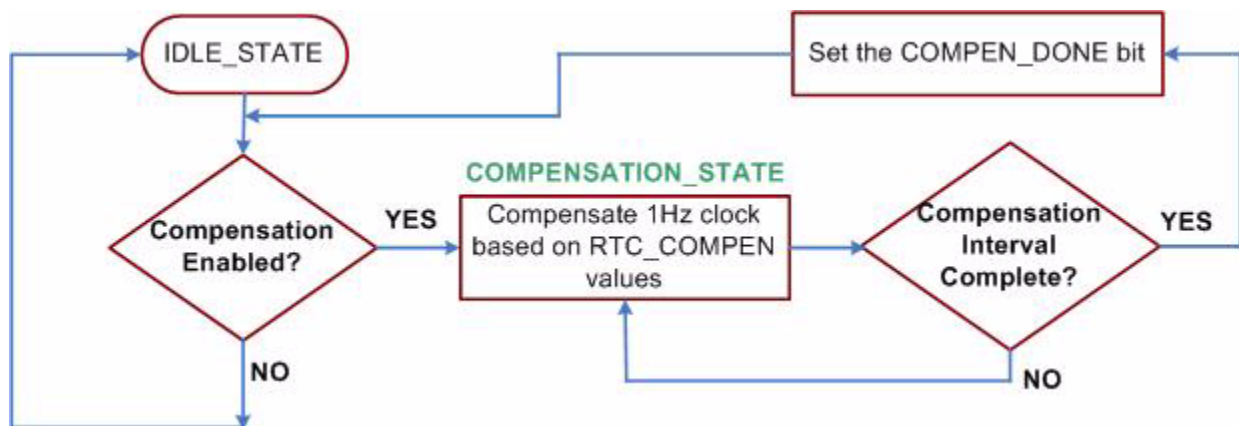 IDLE_STATE
Set the COMPEN_DONE bit
COMPENSATION_STATE
Compensation
Enabled?
YES
Compensate 1Hz clock
based on RTC_COMPEN
values
Compensation
Interval
Complete?
YES
NO
NO